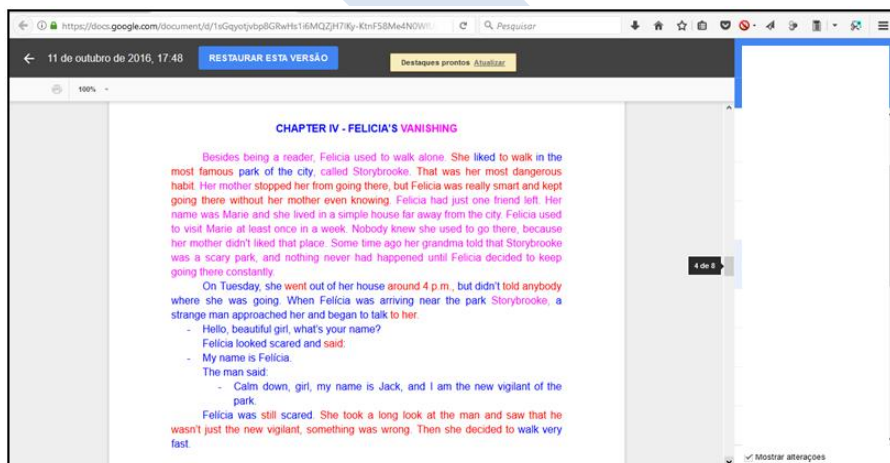 Pesquisar
11 de outubro de 2016, 17:48
RESTAURAR ESTA VERSÃO
Destaques prontos Atualizar
100%
CHAPTER IV - FELICIA'S VANISHING
Besides being a reader, Felicia used to walk alone. She liked to walk in the
most famous park of the city, called Storybrooke. That was her most dangerous
habit. Her mother stopped her from going there, but Felicia was really smart and kept
going there without her mother even knowing. Felicia had just one friend left. Her
name was Marie and she lived in a simple house far away from the city. Felicia used
to visit Marie at least once in a week. Nobody knew she used to go there, because
her mother didn't liked that place. Some time ago her grandma told that Storybrooke
was a scary park, and nothing never had happened until Felicia decided to keep
going there constantly.
On Tuesday, she went out of her house around 4 p.m., but didn't told anybody
where she was going. When Felícia was arriving near the park Storybrooke, a
strange man approached her and began to talk to her.
- Hello, beautiful girl, what's your name?
Felícia looked scared and said:
- My name is Felícia.
The man said:
- Calm down, girl, my name is Jack, and I am the new vigilant of the
park.
Felícia was still scared. She took a long look at the man and saw that he
wasn't just the new vigilant, something was wrong. Then she decided to walk very
fast.
4 de 8
Mostrar alterações